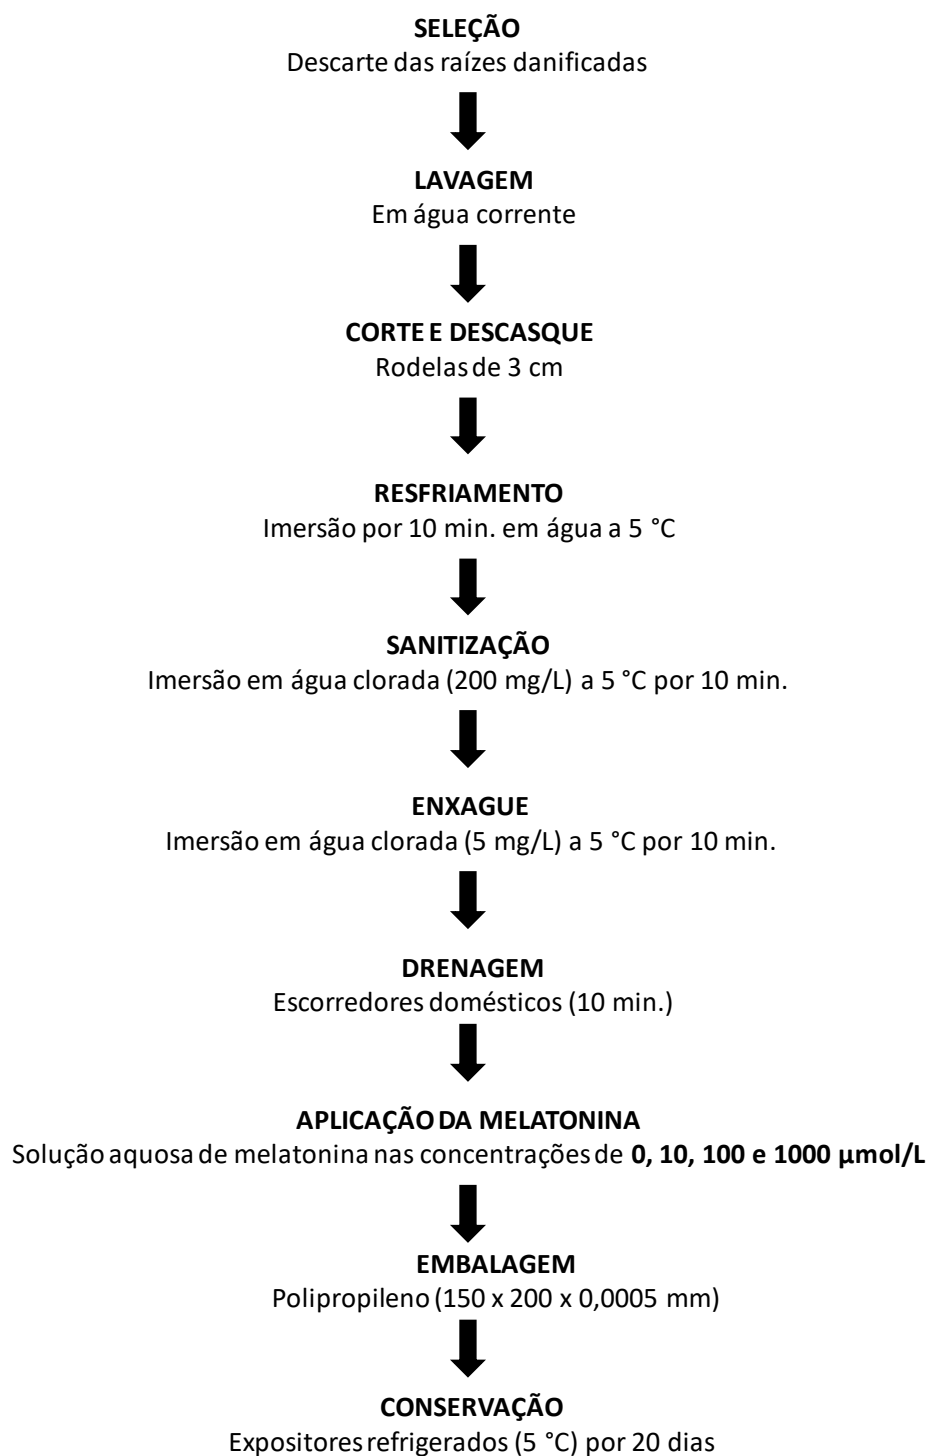 SELEÇÃO
Descarte das raízes danificadas
LAVAGEM
Em água corrente
CORTE E DESCASQUE
Rodelas de 3 cm
RESFRIAMENTO
Imersão por 10 min. em água a 5 °C
SANITIZAÇÃO
Imersão em água clorada (200 mg/L) a 5 °C por 10 min.
ENXAGUE
Imersão em água clorada (5 mg/L) a 5 °C por 10 min.
DRENAGEM
Escorredores domésticos (10 min.)
APLICAÇÃO DA MELATONINA
Solução aquosa de melatonina nas concentrações de 0, 10, 100 e 1000 μmol/L
EMBALAGEM
Polipropileno (150 x 200 x 0,0005 mm)
CONSERVAÇÃO
Expositores refrigerados (5 °C) por 20 dias